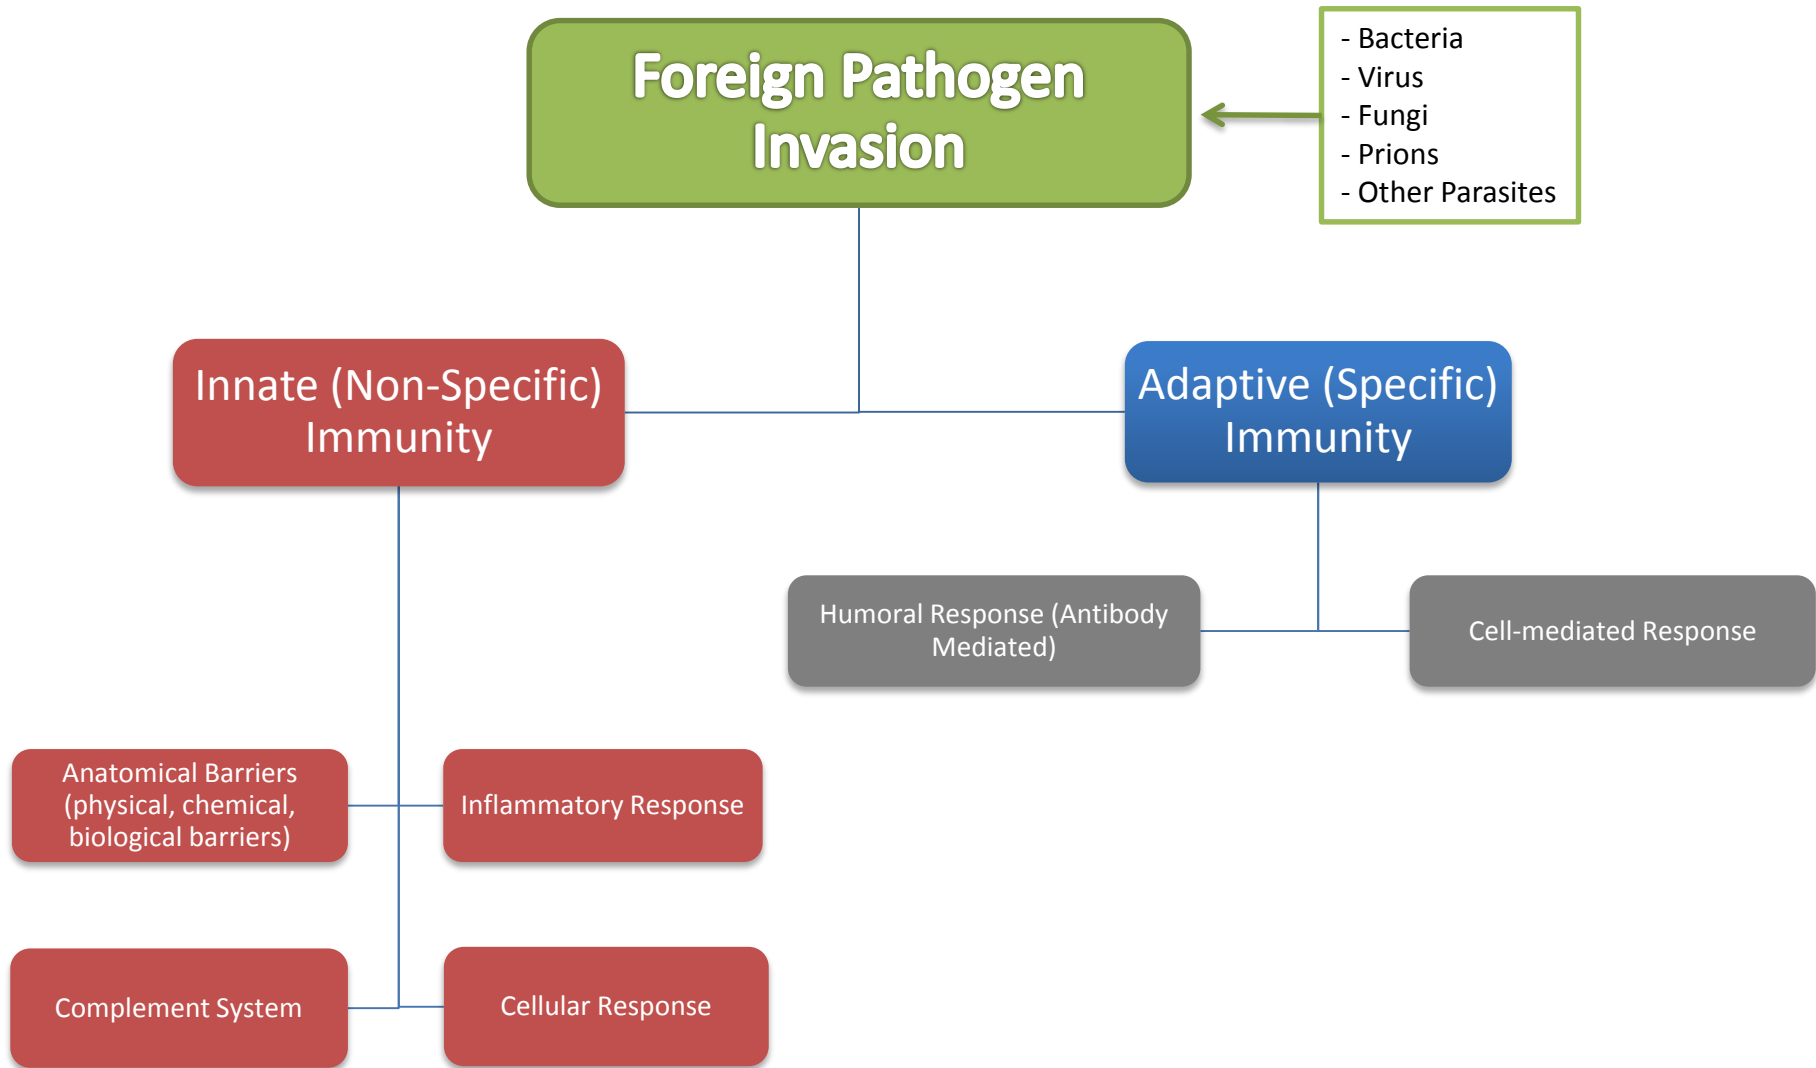 Foreign Pathogen
Invasion
- Bacteria
- Virus
- Fungi
- Prions
- Other Parasites
Innate (Non-Specific)
Immunity
Adaptive (Specific)
Immunity
Humoral Response (Antibody
Mediated)
Cell-mediated Response
Anatomical Barriers
(physical, chemical,
biological barriers)
Inflammatory Response
Complement System
Cellular Response